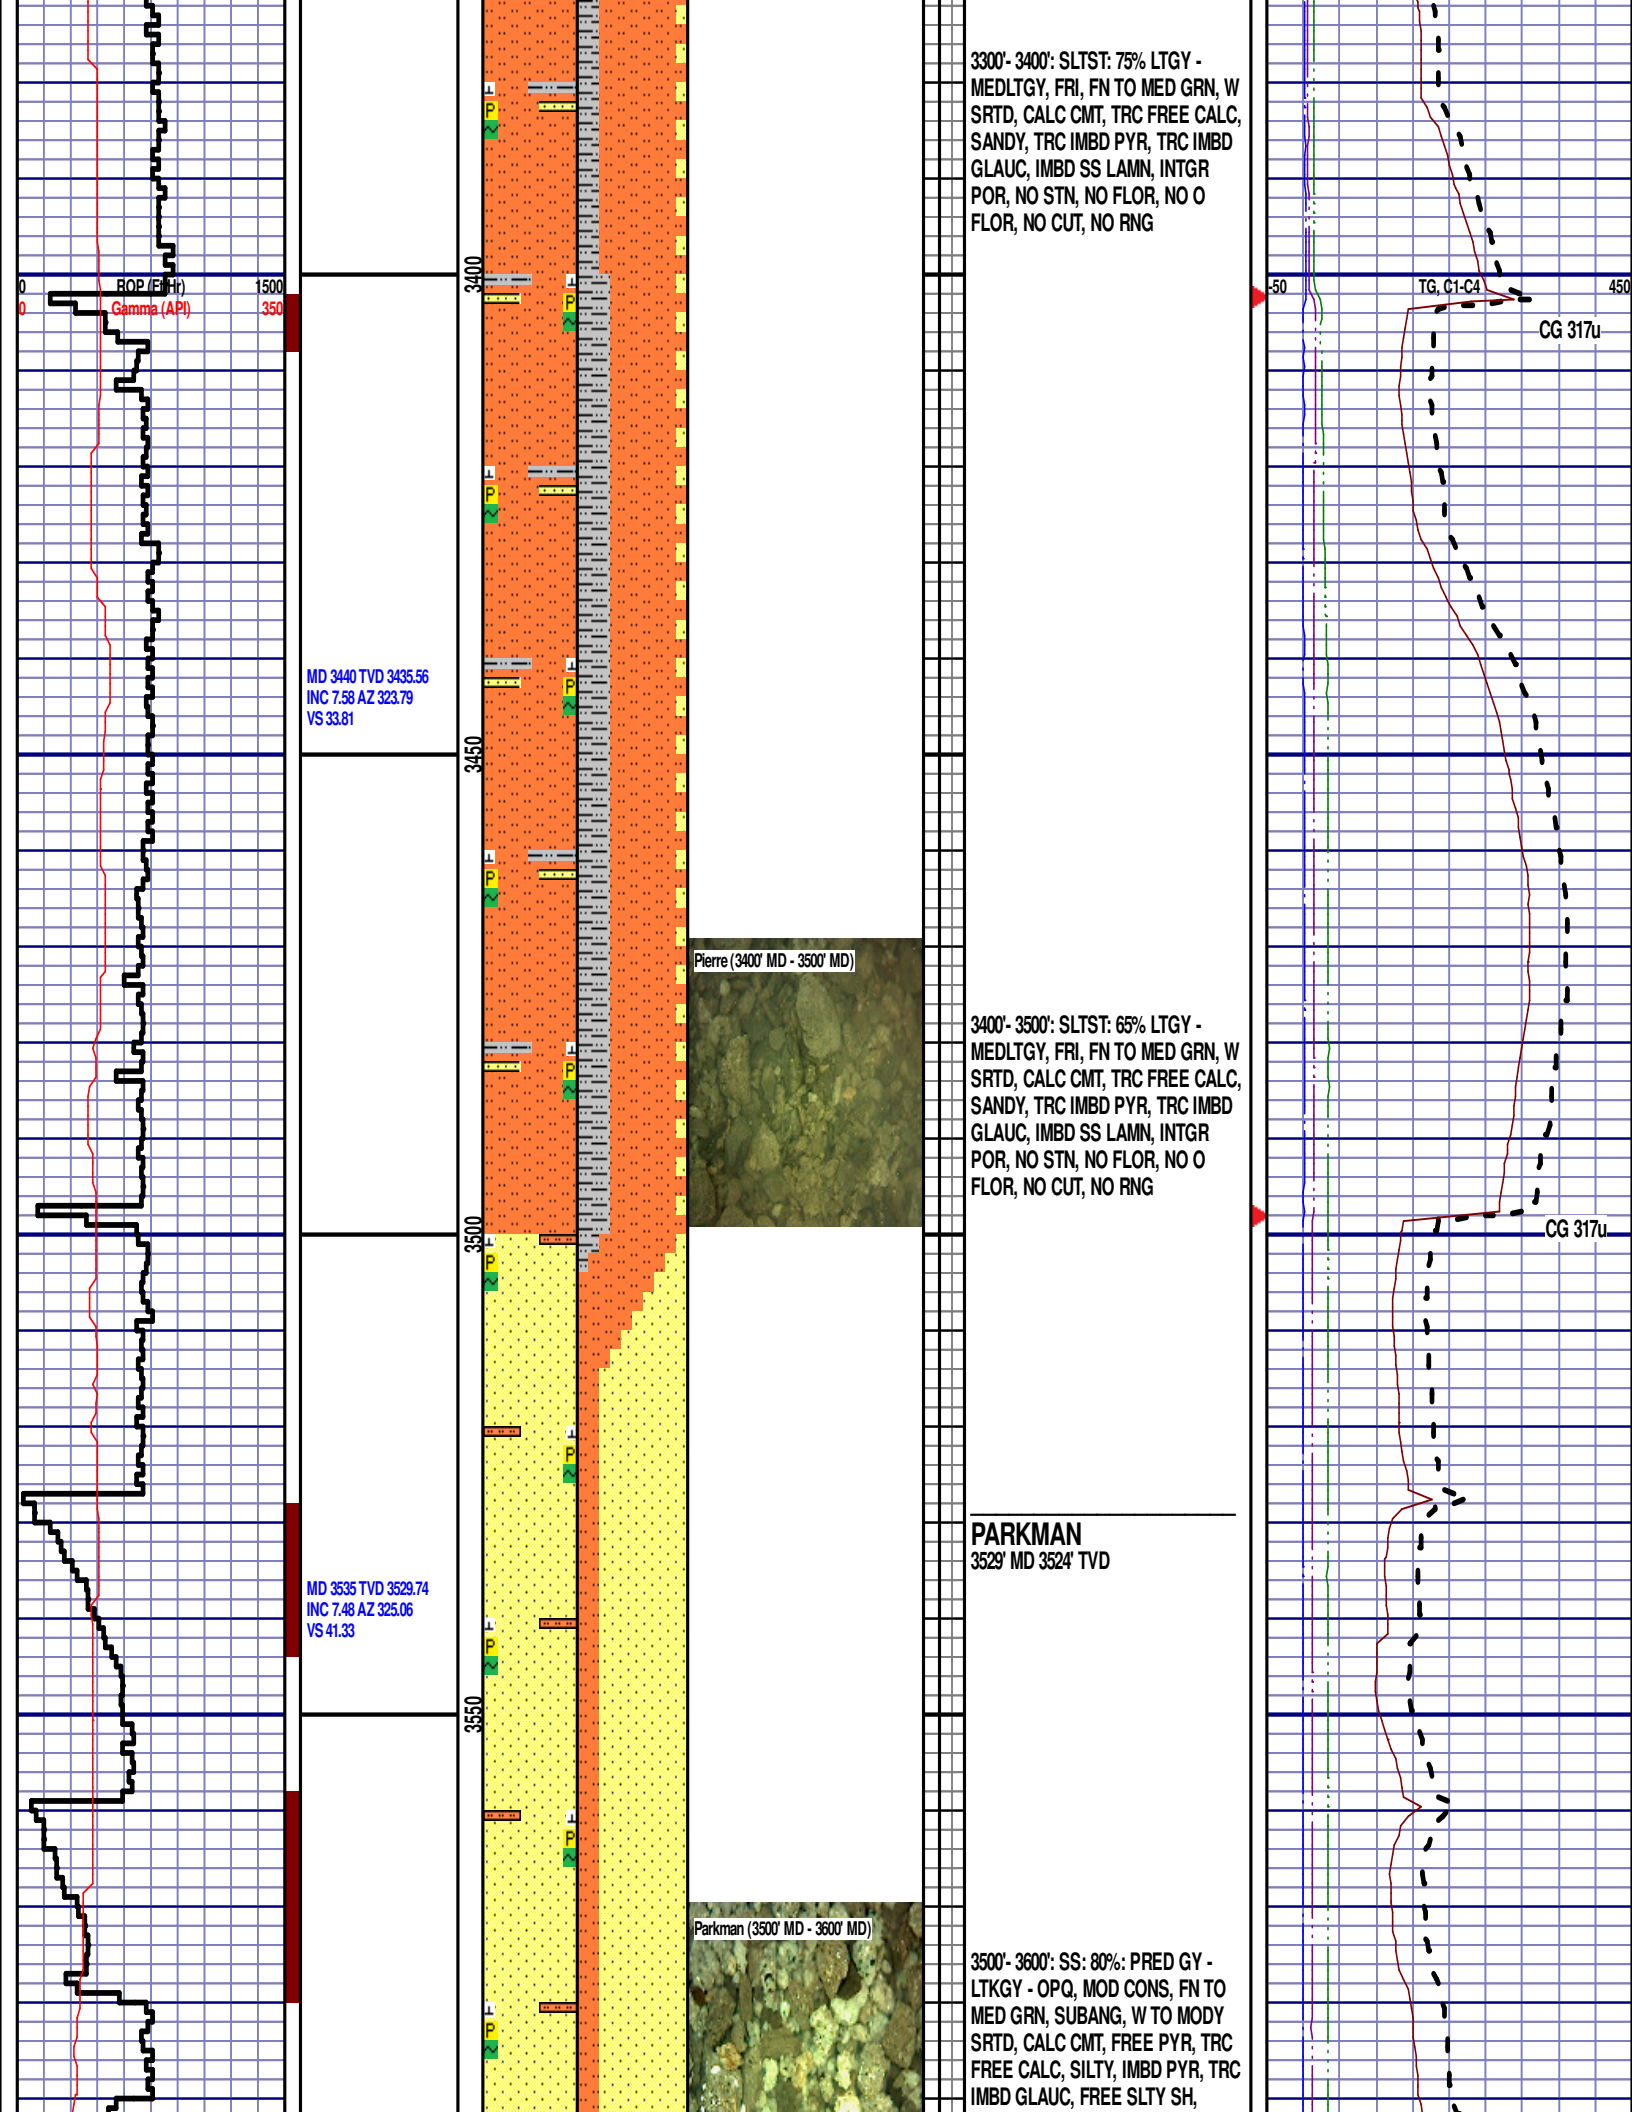 3300'- 3400': SLTST: 75% LTGY -
MEDLTGY, FRI, FN TO MED GRN, W
SRTD, CALC CMT, TRC FREE CALC,
SANDY, TRC IMBD PYR, TRC IMBD
GLAUC, IMBD SS LAMN, INTGR
POR, NO STN, NO FLOR, NO O
FLOR, NO CUT, NO RNG
P
3400
0 ROP (Ft/Hr) 1500
0 Gamma (API) 350
P
-50 TG, C1-C4 450
CG 317u
P
MD 3440 TVD 3435.56
INC 7.58 AZ 323.79
VS 33.81
P
3450
P
Pierre (3400' MD - 3500' MD)
3400'- 3500': SLTST: 65% LTGY -
MEDLTGY, FRI, FN TO MED GRN, W
SRTD, CALC CMT, TRC FREE CALC,
SANDY, TRC IMBD PYR, TRC IMBD
GLAUC, IMBD SS LAMN, INTGR
POR, NO STN, NO FLOR, NO O
FLOR, NO CUT, NO RNG
P
3500
CG 317u
P
P
PARKMAN
3529' MD 3524' TVD
MD 3535 TVD 3529.74
INC 7.48 AZ 325.06
VS 41.33
P
3550
P
Parkman (3500' MD - 3600' MD)
3500'- 3600': SS: 80%: PRED GY -
LTKGY - OPQ, MOD CONS, FN TO
MED GRN, SUBANG, W TO MODY
SRTD, CALC CMT, FREE PYR, TRC
FREE CALC, SILTY, IMBD PYR, TRC
IMBD GLAUC, FREE SLTY SH,
P